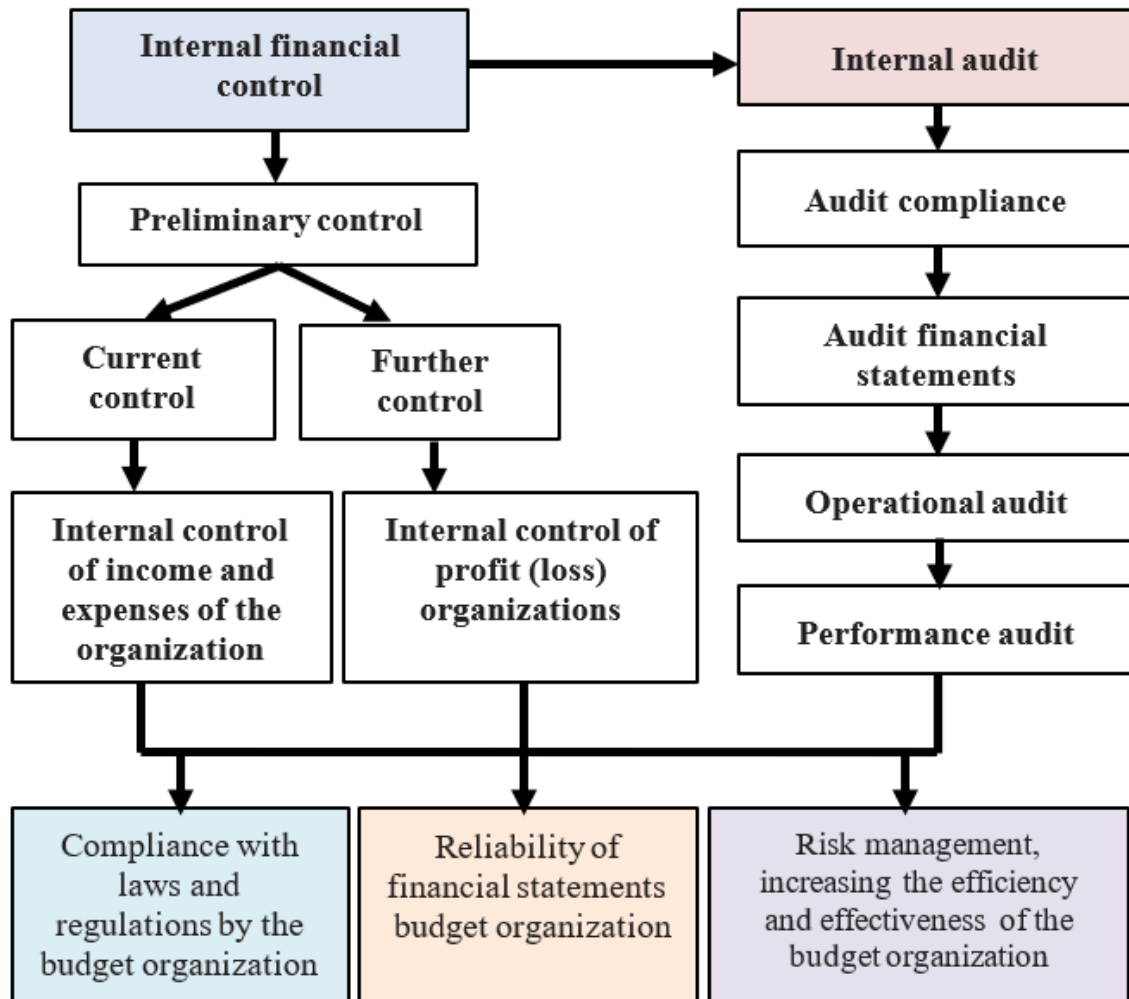 Internal financial
control
Internal audit
Preliminary control
Audit compliance
Current
control
Further
control
Audit financial
statements
Internal control
of income and
expenses of the
organization
Internal control of
profit (loss)
organizations
Operational audit
Performance audit
Compliance with
laws and
regulations by the
budget organization
Reliability of
financial statements
budget organization
Risk management,
increasing the efficiency
and effectiveness of the
budget organization